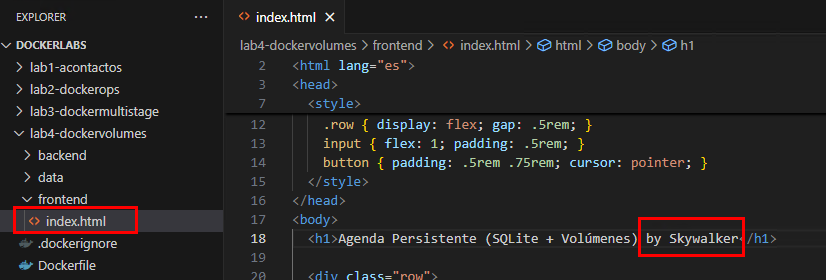 EXPLORER ···
DOCKERLABS
lab1-acontactos
lab2-dockerops
lab3-dockermultistage
lab4-dockervolumes
backend
data
frontend
<> index.html
.dockerignore
Dockerfile
<> index.html ×
lab4-dockervolumes > frontend > <> index.html > html > body > h1
2 <html lang="es">
3 <head>
7 <style>
12 .row { display: flex; gap: .5rem; }
13 input { flex: 1; padding: .5rem; }
14 button { padding: .5rem .75rem; cursor: pointer; }
15 </style>
16 </head>
17 <body>
18 <h1>Agenda Persistente (SQLite + Volúmenes) by Skywalker</h1>
19
20 <div class="row">